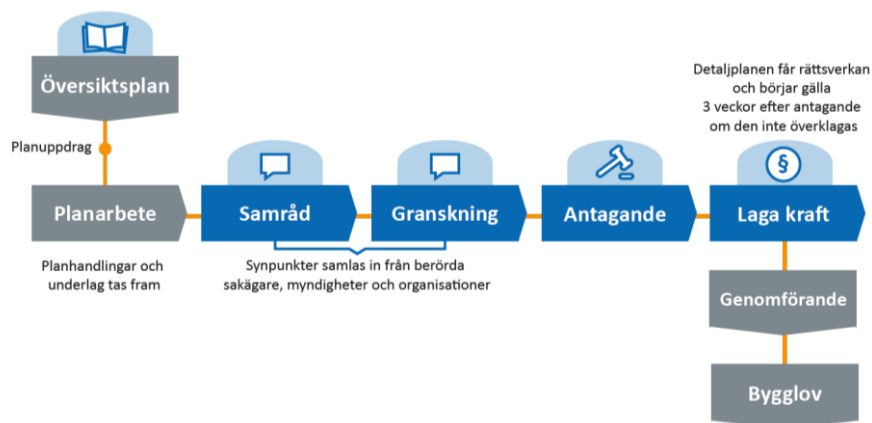 Översiktsplan
Planuppdrag
Detaljplanen får rättsverkan
och börjar gälla
3 veckor efter antagande
om den inte överklagas
§
Planarbete
Samråd
Granskning
Antagande
Laga kraft
Planhandlingar och
underlag tas fram
Synpunkter samlas in från berörda
sakägare, myndigheter och organisationer
Genomförande
Bygglov